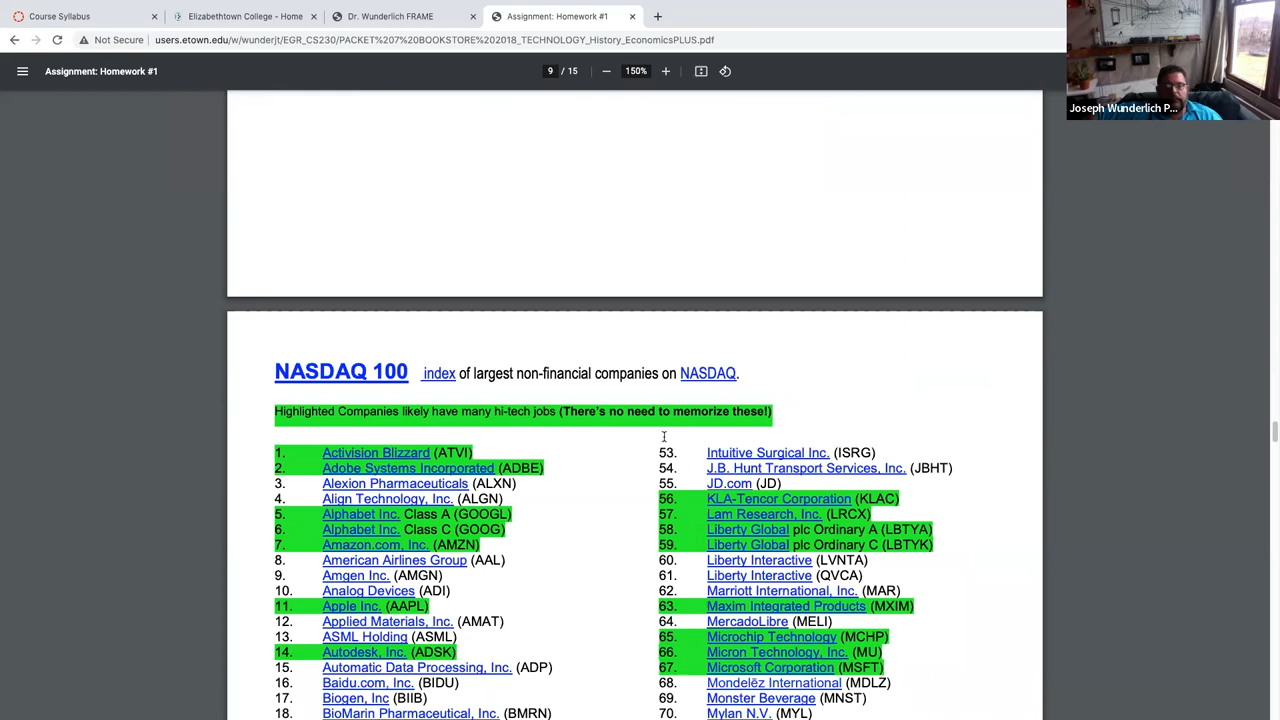 Course Syllabus
Elizabethtown College - Home
Dr. Wunderlich FRAME
Assignment: Homework #1
Not Secure
users.etown.edu/w/wunderjt/EGR_CS230/PACKET%207%20BOOKSTORE%202018_TECHNOLOGY_History_EconomicsPLUS.pdf
Assignment: Homework #1
9 / 15
150%
Joseph Wunderlich P...
NASDAQ 100 index of largest non-financial companies on NASDAQ.
Highlighted Companies likely have many hi-tech jobs (There's no need to memorize these!)
1. Activision Blizzard (ATVI)
2. Adobe Systems Incorporated (ADBE)
3. Alexion Pharmaceuticals (ALXN)
4. Align Technology, Inc. (ALGN)
5. Alphabet Inc. Class A (GOOGL)
6. Alphabet Inc. Class C (GOOG)
7. Amazon.com, Inc. (AMZN)
8. American Airlines Group (AAL)
9. Amgen Inc. (AMGN)
10. Analog Devices (ADI)
11. Apple Inc. (AAPL)
12. Applied Materials, Inc. (AMAT)
13. ASML Holding (ASML)
14. Autodesk, Inc. (ADSK)
15. Automatic Data Processing, Inc. (ADP)
16. Baidu.com, Inc. (BIDU)
17. Biogen, Inc (BIIB)
18. BioMarin Pharmaceutical, Inc. (BMRN)
53. Intuitive Surgical Inc. (ISRG)
54. J.B. Hunt Transport Services, Inc. (JBHT)
55. JD.com (JD)
56. KLA-Tencor Corporation (KLAC)
57. Lam Research, Inc. (LRCX)
58. Liberty Global plc Ordinary A (LBTYA)
59. Liberty Global plc Ordinary C (LBTYK)
60. Liberty Interactive (LVNTA)
61. Liberty Interactive (QVCA)
62. Marriott International, Inc. (MAR)
63. Maxim Integrated Products (MXIM)
64. MercadoLibre (MELI)
65. Microchip Technology (MCHP)
66. Micron Technology, Inc. (MU)
67. Microsoft Corporation (MSFT)
68. Mondelēz International (MDLZ)
69. Monster Beverage (MNST)
70. Mylan N.V. (MYL)